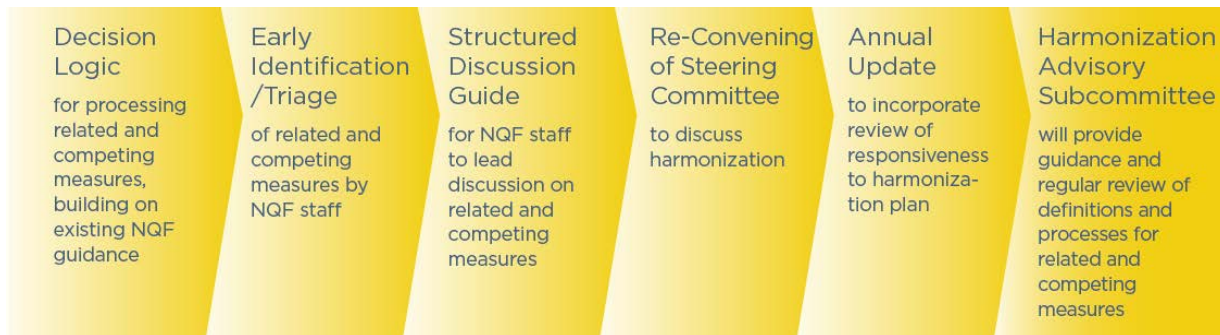 Decision
Logic
for processing
related and
competing
measures,
building on
existing NQF
guidance
Early
Identification
/Triage
of related and
competing
measures by
NQF staff
Structured
Discussion
Guide
for NQF staff
to lead
discussion on
related and
competing
measures
Re-Convening
of Steering
Committee
to discuss
harmonization
Annual
Update
to incorporate
review of
responsiveness
to harmoniza-
tion plan
Harmonization
Advisory
Subcommittee
will provide
guidance and
regular review of
definitions and
processes for
related and
competing
measures